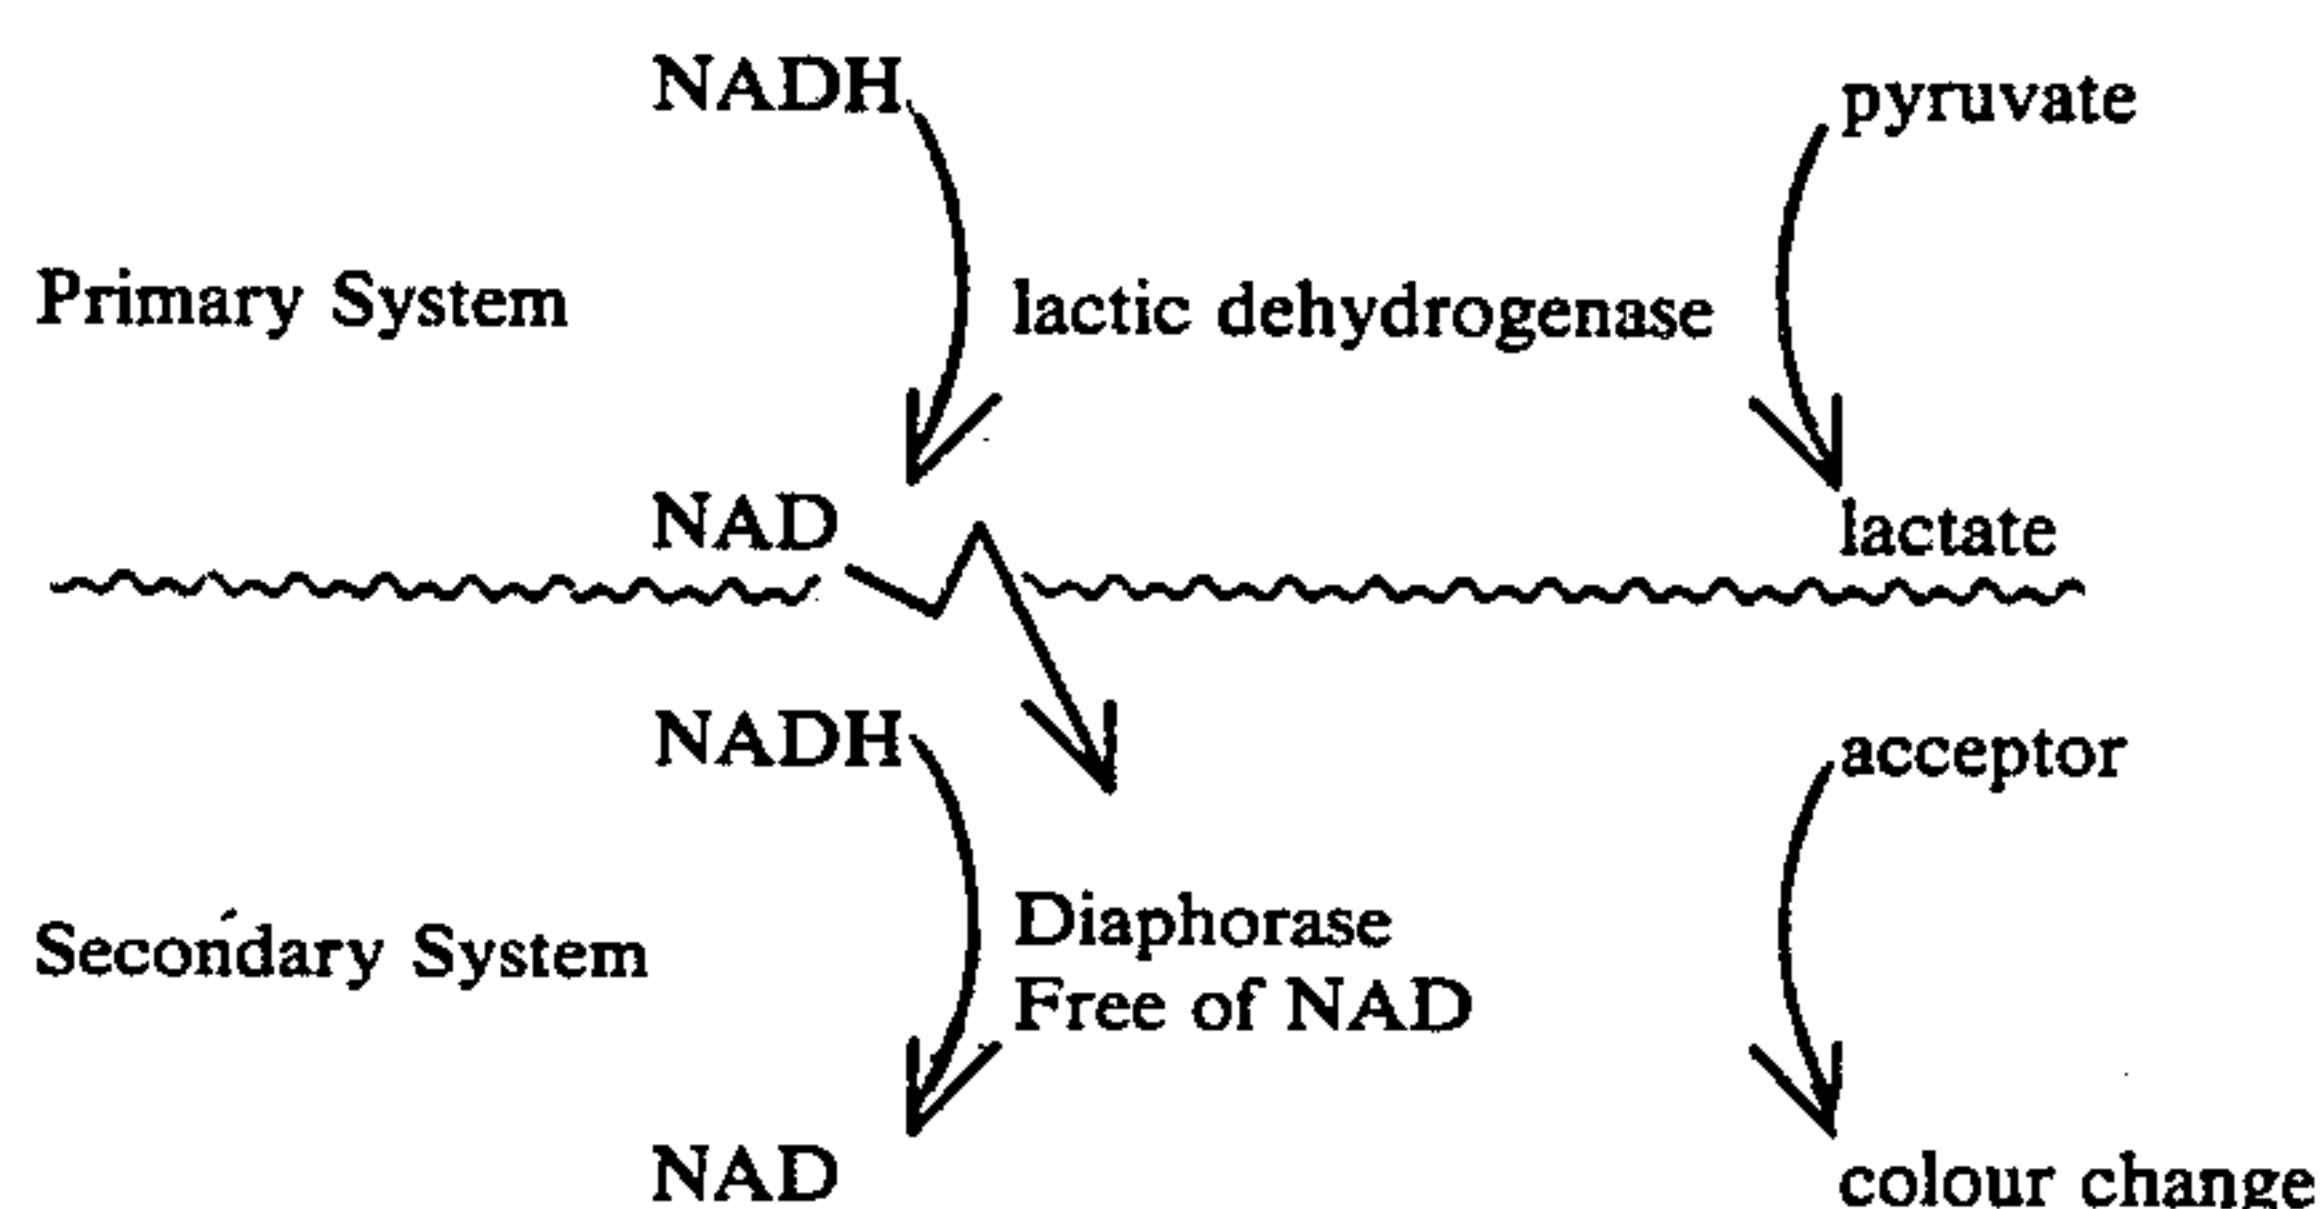 NADH
pyruvate
Primary System
lactic dehydrogenase
NAD
lactate
NADH
acceptor
Secondary System
Diaphorase
Free of NAD
NAD
colour change